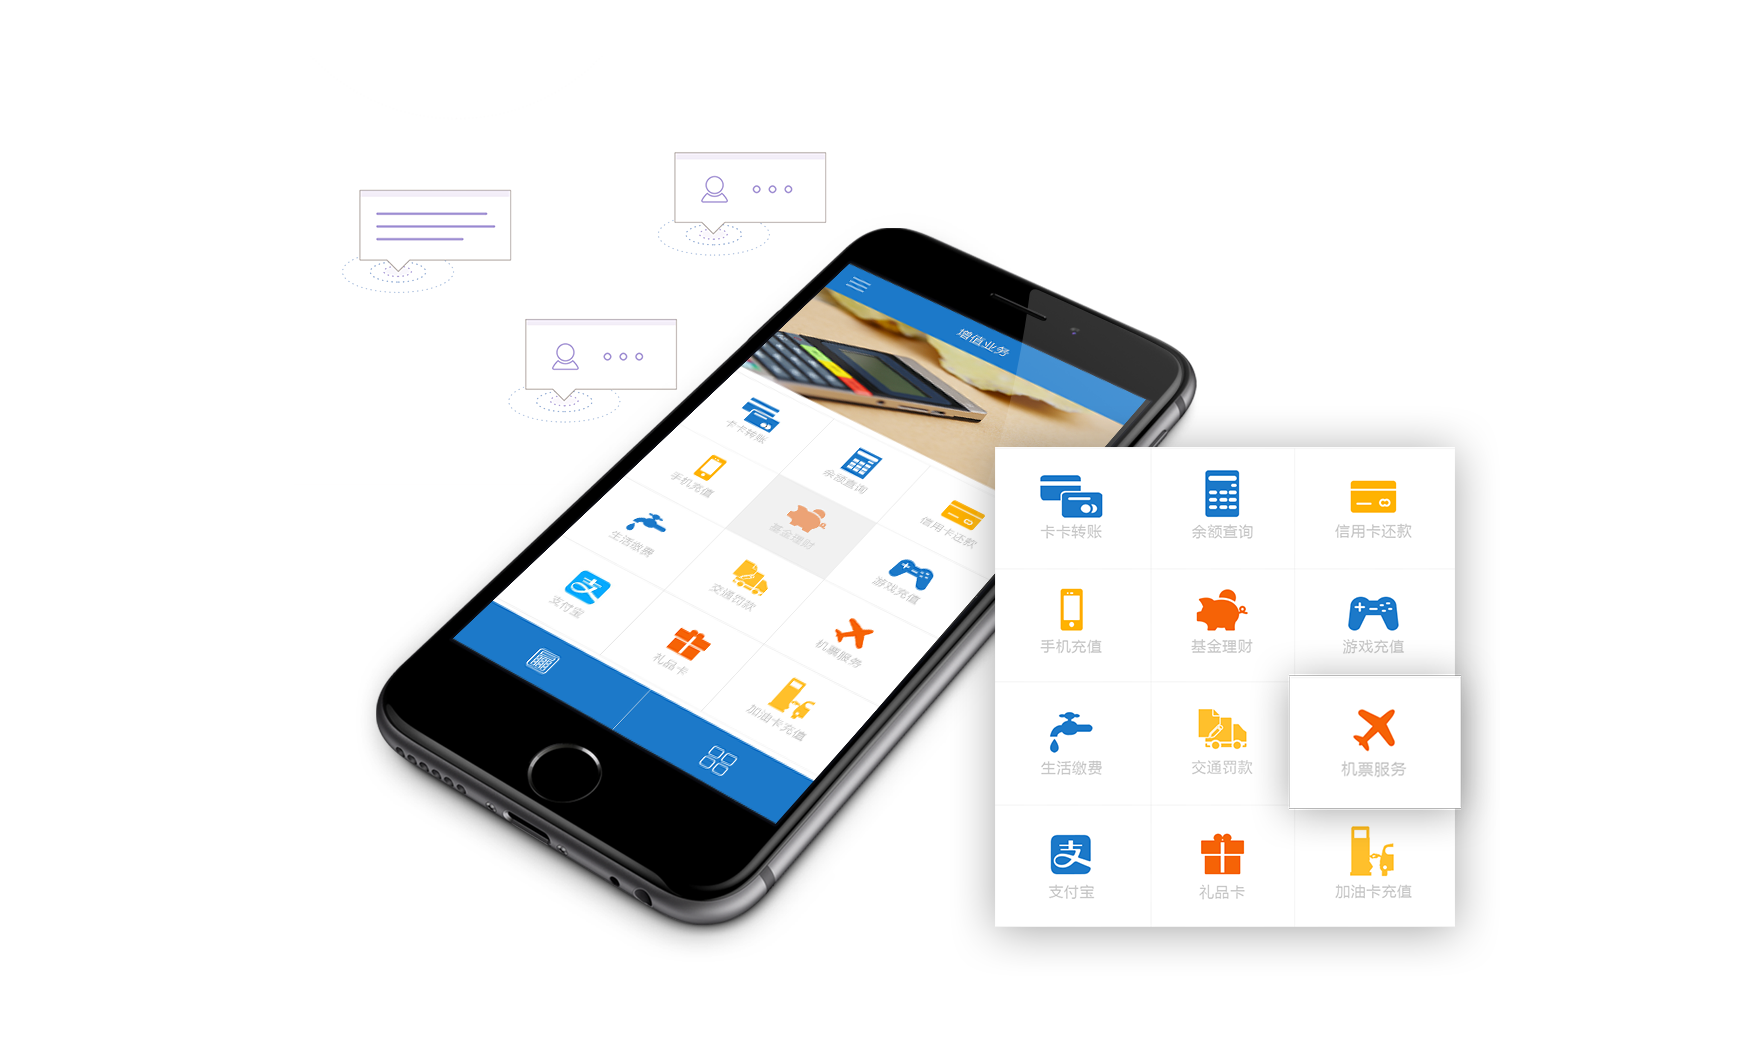 增值业务
卡卡转账
余额查询
信用卡还款
手机充值
基金理财
游戏充值
生活缴费
交通罚款
机票服务
支付宝
礼品卡
加油卡充值
卡卡转账
余额查询
信用卡还款
手机充值
基金理财
游戏充值
生活缴费
交通罚款
机票服务
支付宝
礼品卡
加油卡充值